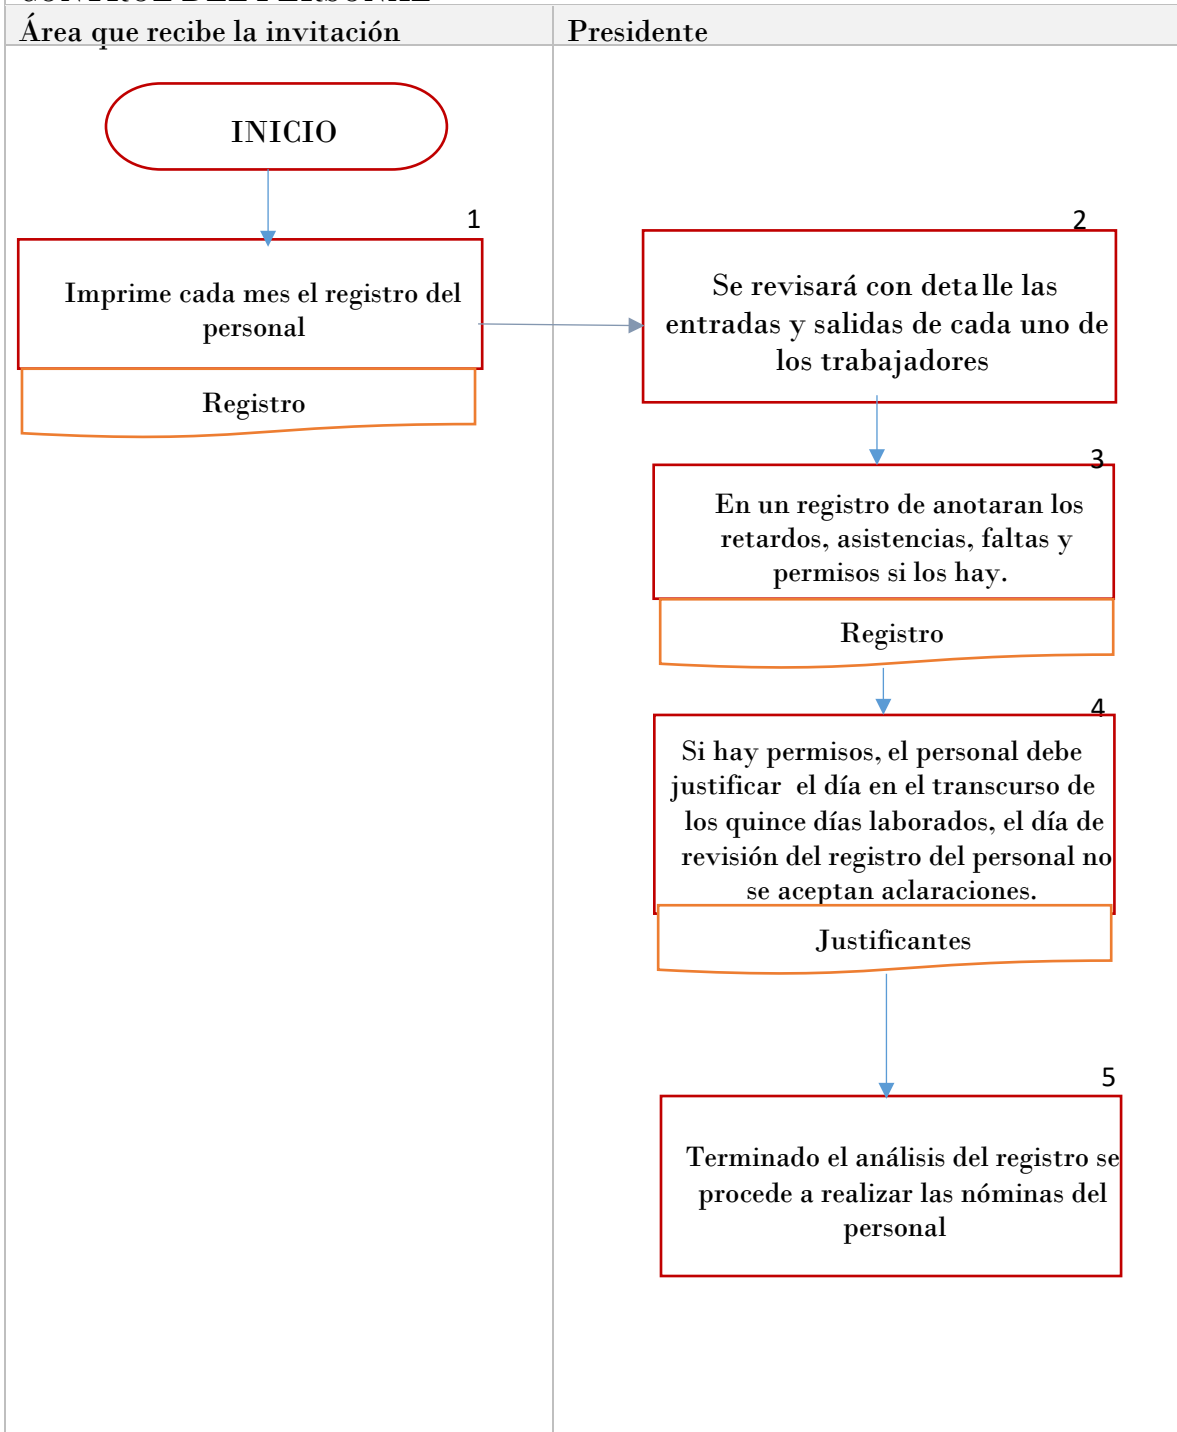 CONTROL DEL PERSONAL
Área que recibe la invitación
Presidente
INICIO
1
Imprime cada mes el registro del
personal
Registro
2
Se revisará con detalle las
entradas y salidas de cada uno de
los trabajadores
3
En un registro de anotaran los
retardos, asistencias, faltas y
permisos si los hay.
Registro
4
Si hay permisos, el personal debe
justificar el día en el transcurso de
los quince días laborados, el día de
revisión del registro del personal no
se aceptan aclaraciones.
Justificantes
5
Terminado el análisis del registro se
procede a realizar las nóminas del
personal